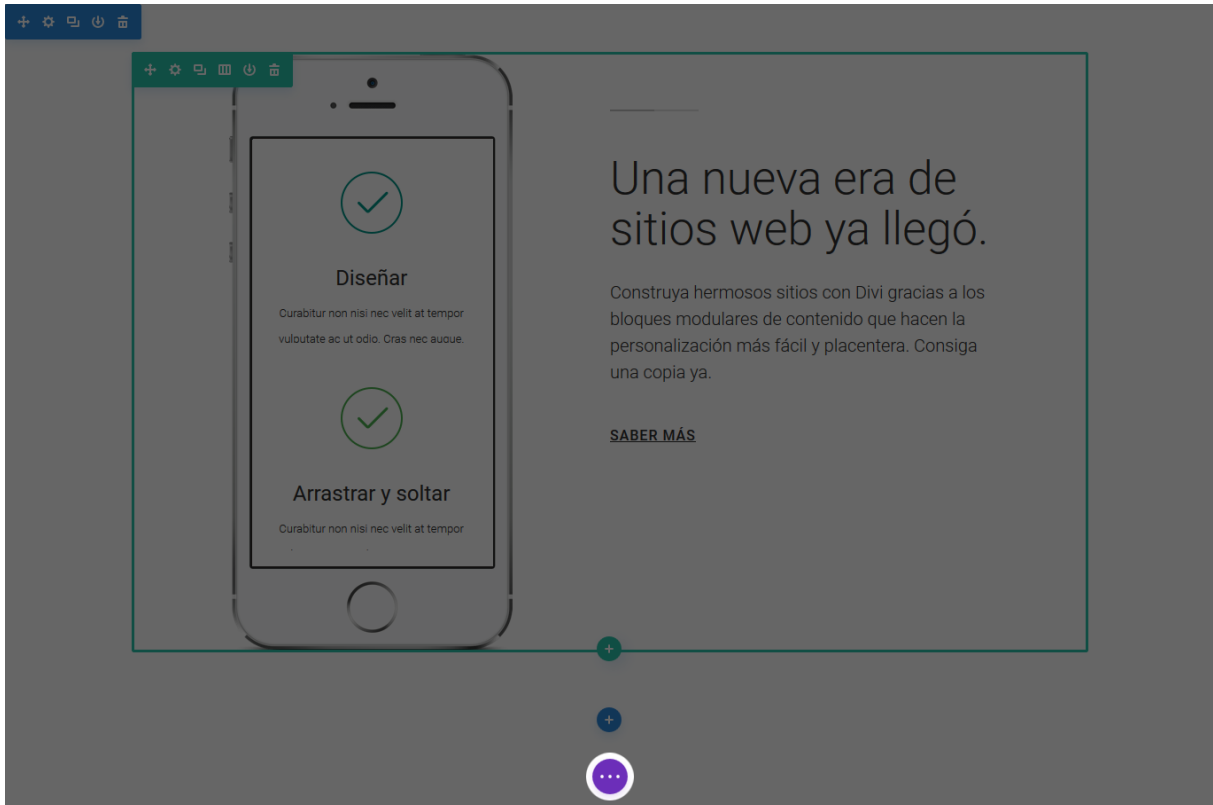 Diseñar
Curabitur non nisi nec velit at tempor
vulputate ac ut odio. Cras nec augue.
Arrastrar y soltar
Curabitur non nisi nec velit at tempor
Una nueva era de
sitios web ya llegó.
Construya hermosos sitios con Divi gracias a los
bloques modulares de contenido que hacen la
personalización más fácil y placentera. Consiga
una copia ya.
SABER MÁS